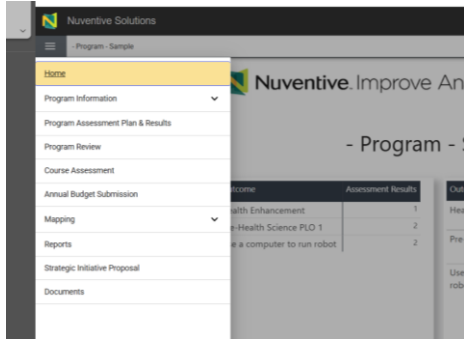 Nuventive Solutions
- Program - Sample
Home
Nuventive. Improve An
Program Information
Program Assessment Plan & Results
Program Review
- Program -
Course Assessment
Annual Budget Submission
tcome Assessment Results Out
Mapping
alth Enhancement 1 Hea
e-Health Science PLO 1 2
Reports
e a computer to run robot 2 Pre
Strategic Initiative Proposal
Use
Documents
rob